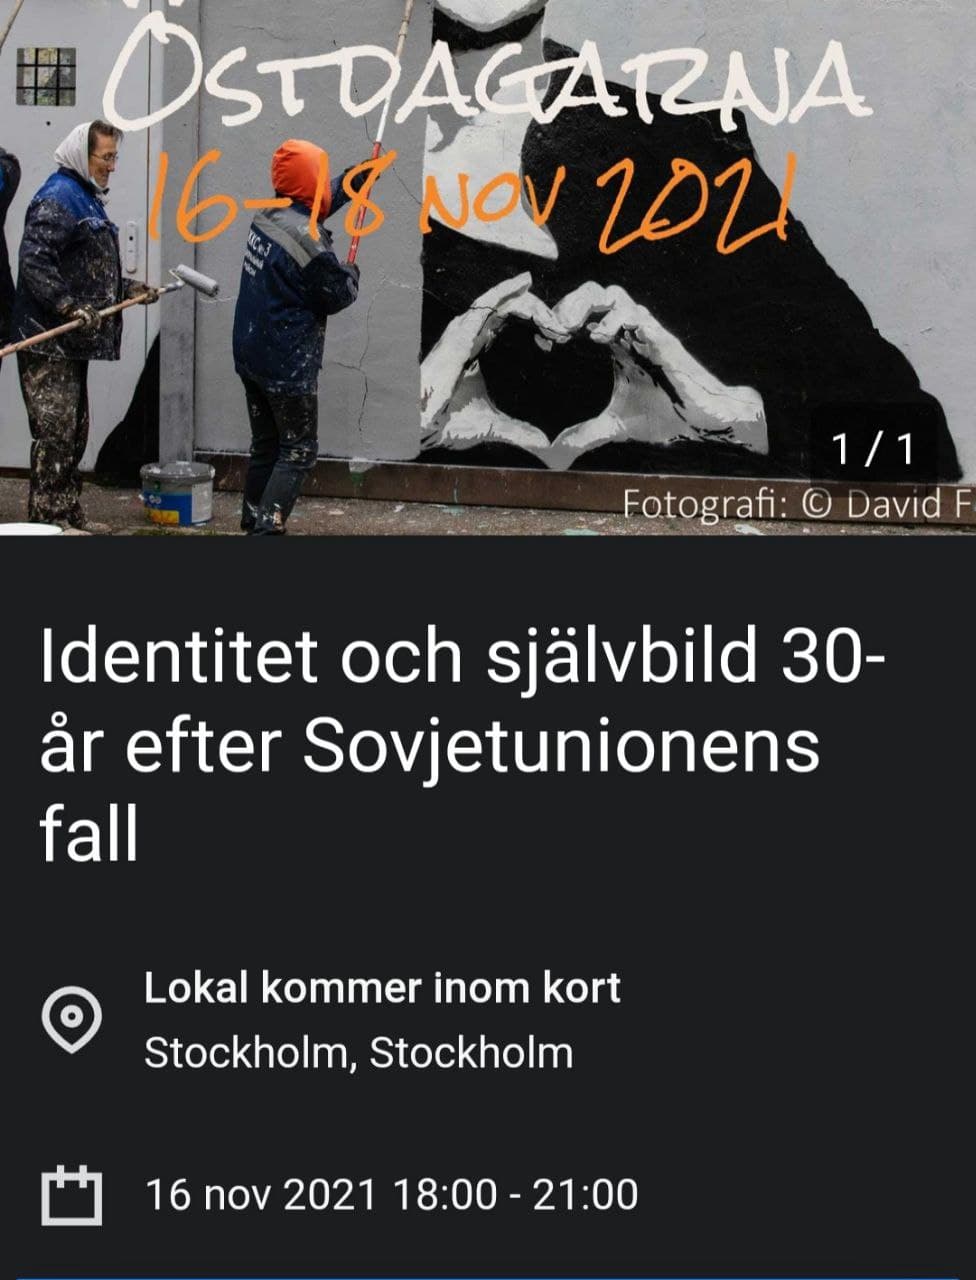 Östdagarna
16-18 nov 2021
1 / 1
Fotografi: © David F
Identitet och självbild 30-
år efter Sovjetunionens
fall
Lokal kommer inom kort
Stockholm, Stockholm
16 nov 2021 18:00 - 21:00